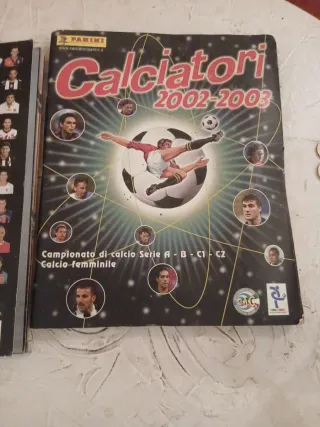 PANINI
Calciatori
2002-2003
Campionato di calcio Serie A - B - C1 - C2
Calcio femminile